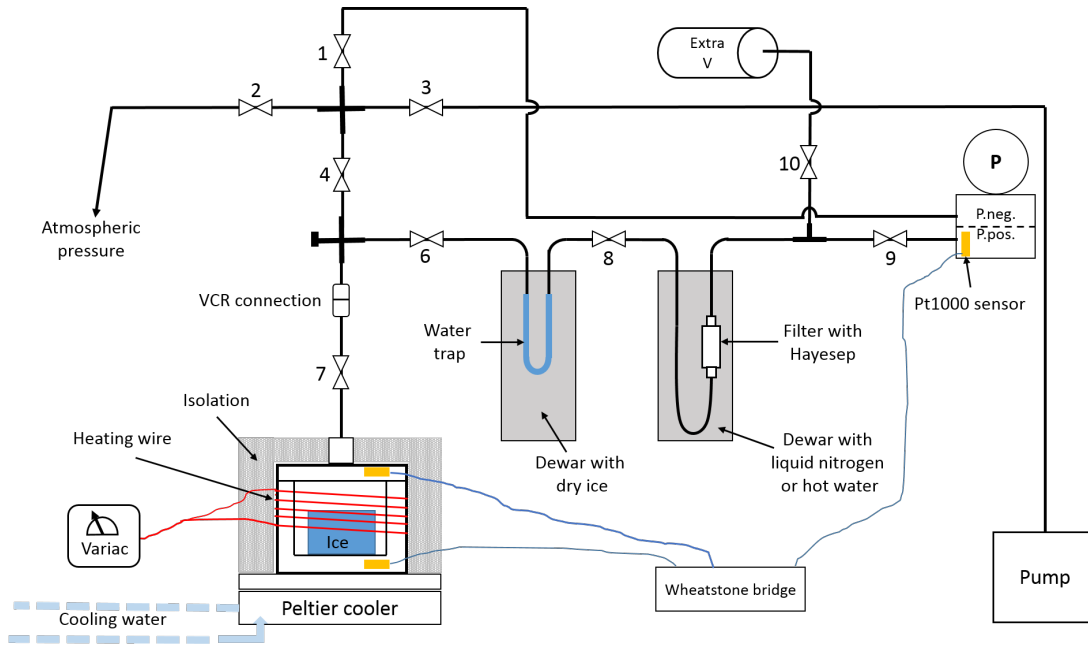 1
Extra
V
2
3
4
10
P
P.neg.
P.pos.
Atmospheric
pressure
6
8
9
VCR connection
Pt1000 sensor
Water
trap
Filter with
Hayesep
7
Isolation
Heating wire
Dewar with
dry ice
Dewar with
liquid nitrogen
or hot water
Variac
Ice
Wheatstone bridge
Pump
Peltier cooler
Cooling water